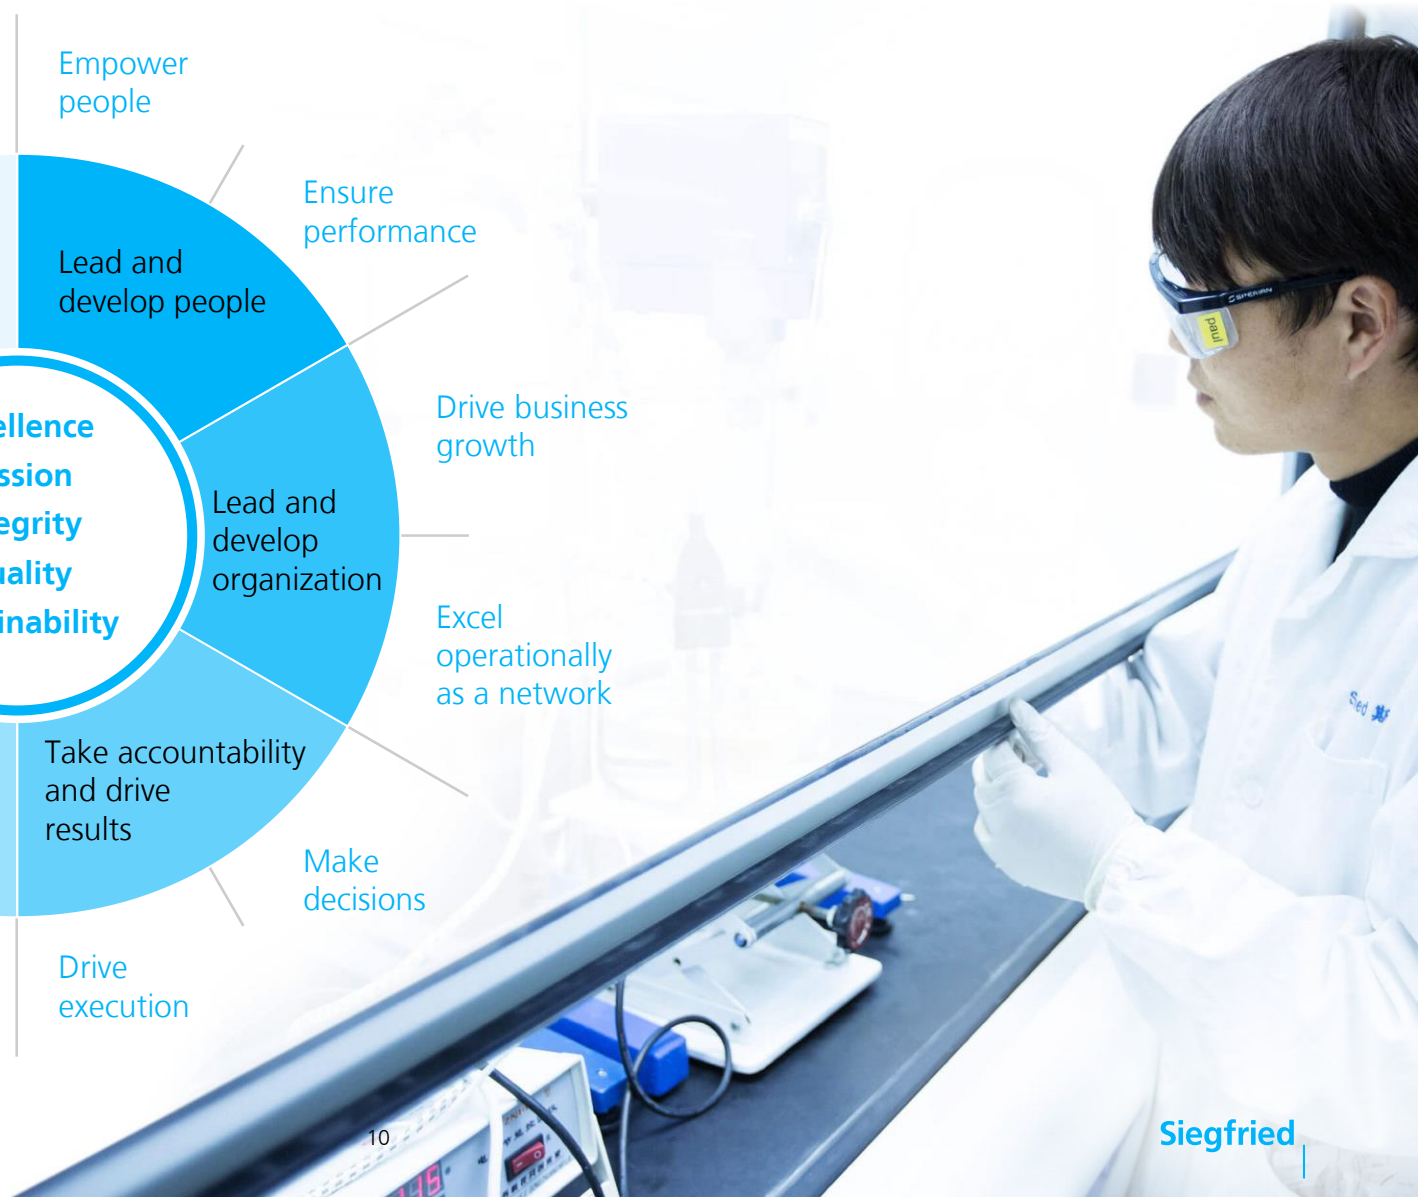 Empower
people
Ensure
performance
Lead and
develop people
Drive business
growth
ellence
ssion
egrity
uality
inability
Lead and
develop
organization
Excel
operationally
as a network
Take accountability
and drive
results
Make
decisions
Drive
execution
SPERIAN
paul
10
Siegfried